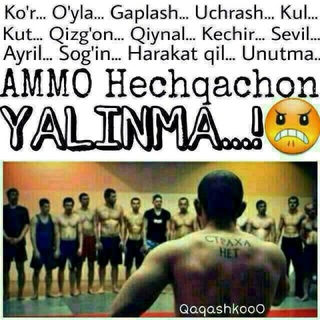 Ko'r... O'yla... Gaplash... Uchrash... Kul...
Kut... Qizg'on... Qiynal... Kechir... Sevil...
Ayril... Sog'in... Harakat qil... Unutma..
AMMO Hechqachon
YALINMA...!
СТРАХА
НЕТ
QaqashkooO